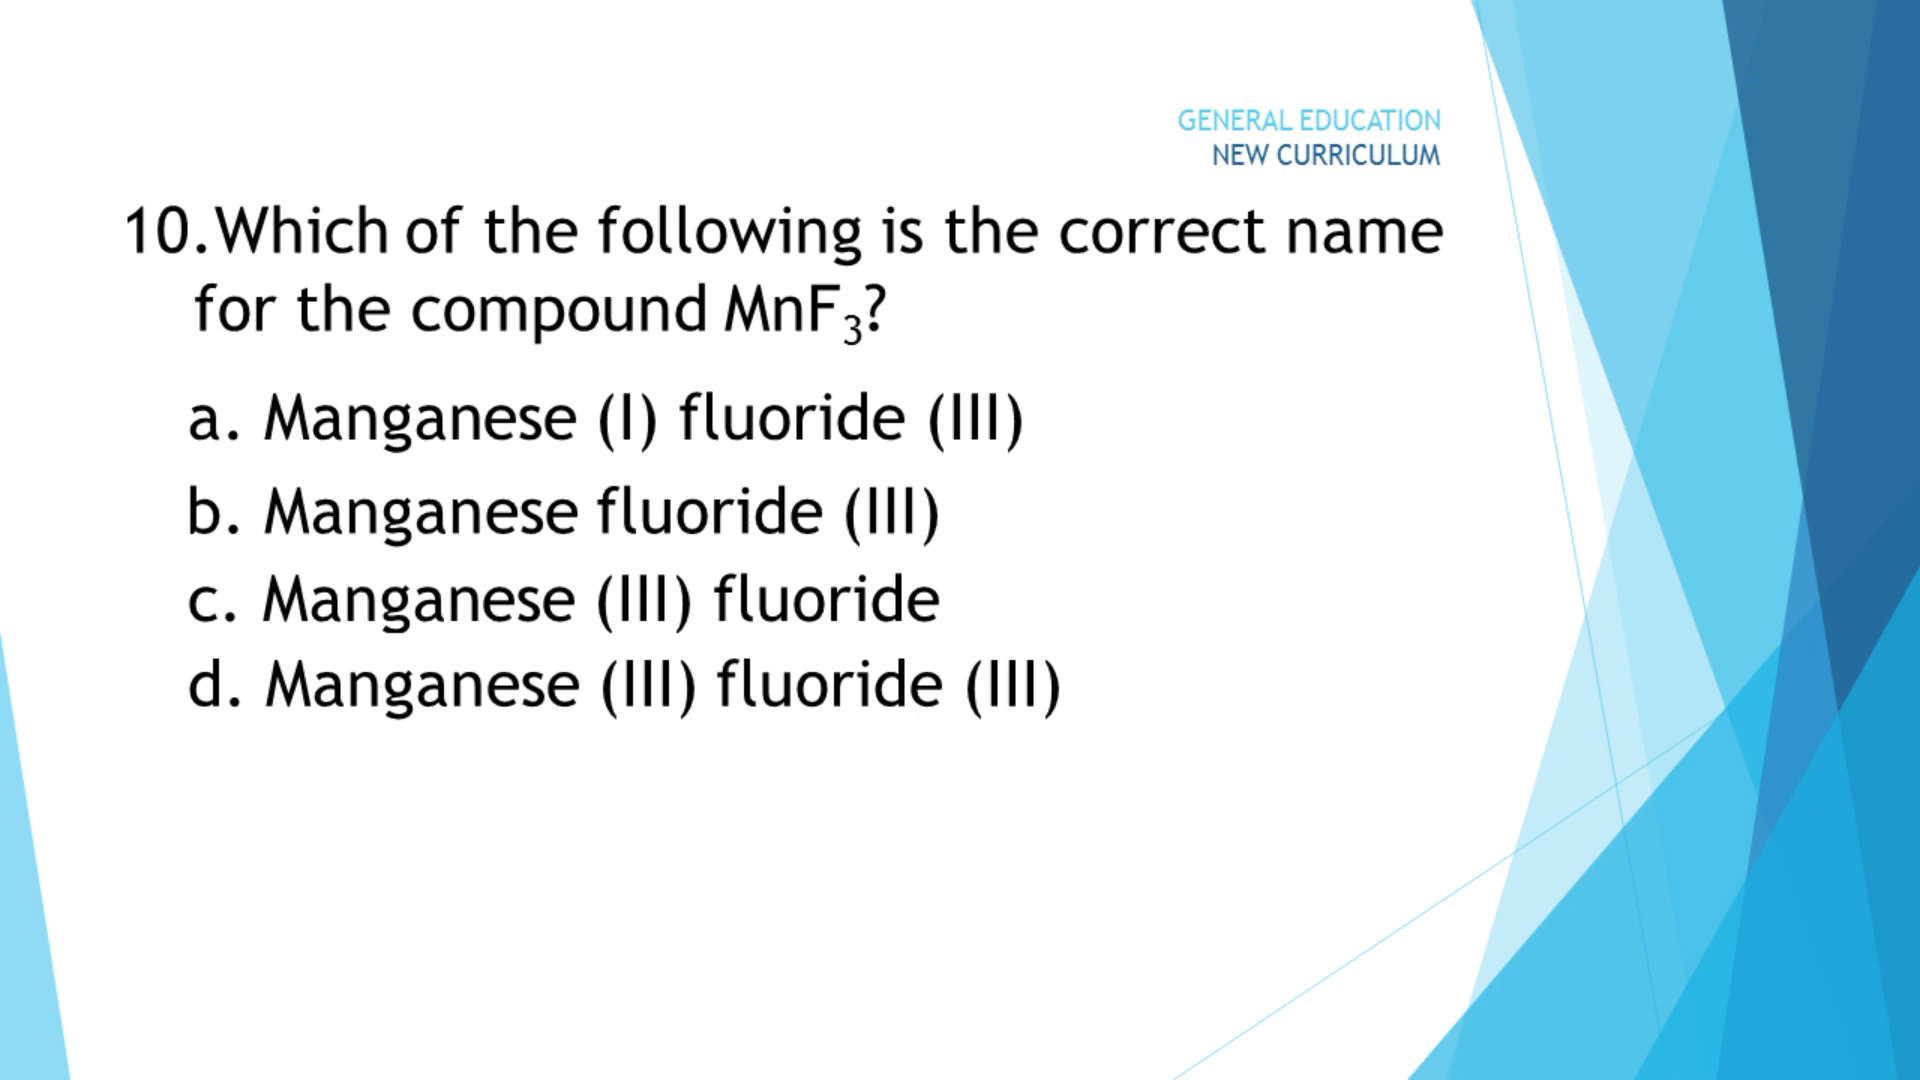 GENERAL EDUCATION
NEW CURRICULUM
10.Which of the following is the correct name
for the compound MnF₃?
a. Manganese (I) fluoride (III)
b. Manganese fluoride (III)
c. Manganese (III) fluoride
d. Manganese (III) fluoride (III)